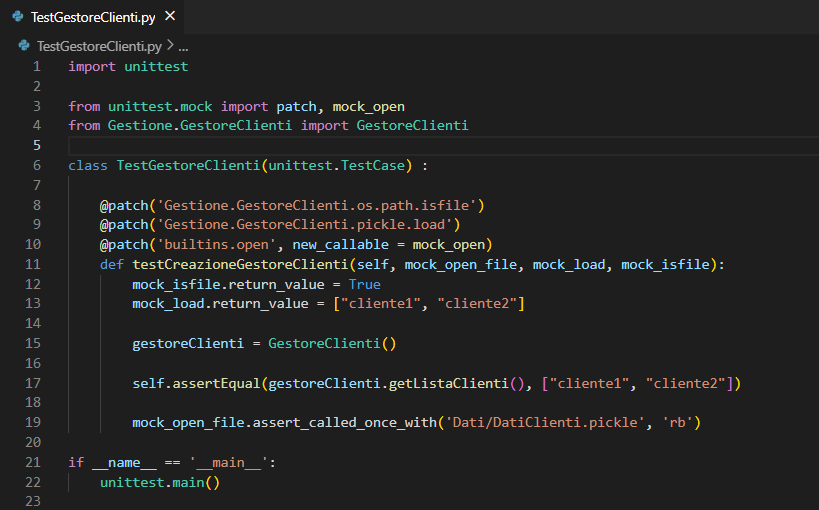 TestGestoreClienti.py ×
TestGestoreClienti.py > ...
1 import unittest
2
3 from unittest.mock import patch, mock_open
4 from Gestione.GestoreClienti import GestoreClienti
5
6 class TestGestoreClienti(unittest.TestCase) :
7
8     @patch('Gestione.GestoreClienti.os.path.isfile')
9     @patch('Gestione.GestoreClienti.pickle.load')
10     @patch('builtins.open', new_callable = mock_open)
11     def testCreazioneGestoreClienti(self, mock_open_file, mock_load, mock_isfile):
12         mock_isfile.return_value = True
13         mock_load.return_value = ["cliente1", "cliente2"]
14
15         gestoreClienti = GestoreClienti()
16
17         self.assertEqual(gestoreClienti.getListaClienti(), ["cliente1", "cliente2"])
18
19         mock_open_file.assert_called_once_with('Dati/DatiClienti.pickle', 'rb')
20
21 if __name__ == '__main__':
22     unittest.main()
23